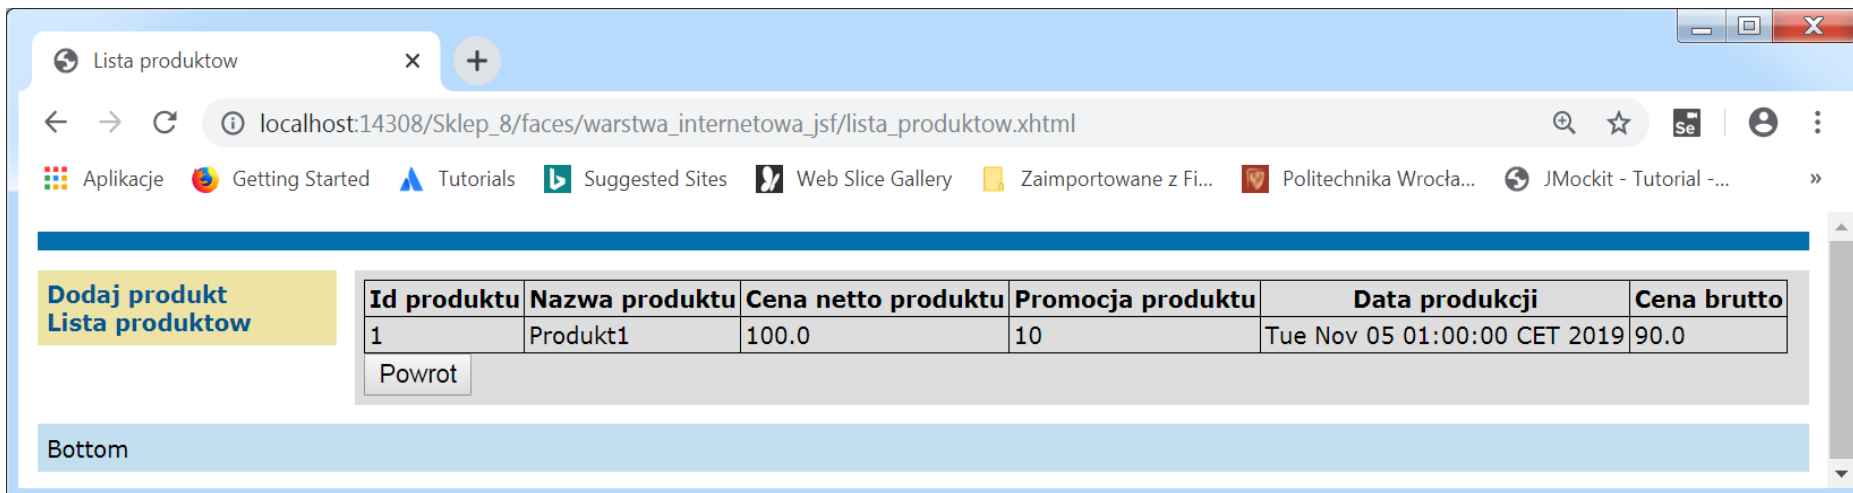 Lista produktow
localhost:14308/Sklep_8/faces/warstwa_internetowa_jsf/lista_produktow.xhtml
Se
Aplikacje Getting Started Tutorials Suggested Sites Web Slice Gallery Zaimportowane z Fi... Politechnika Wrocła... JMockit - Tutorial -... »
Dodaj produkt
Lista produktow
Id produktu Nazwa produktu Cena netto produktu Promocja produktu Data produkcji Cena brutto
1 Produkt1 100.0 10 Tue Nov 05 01:00:00 CET 2019 90.0
Powrot
Bottom